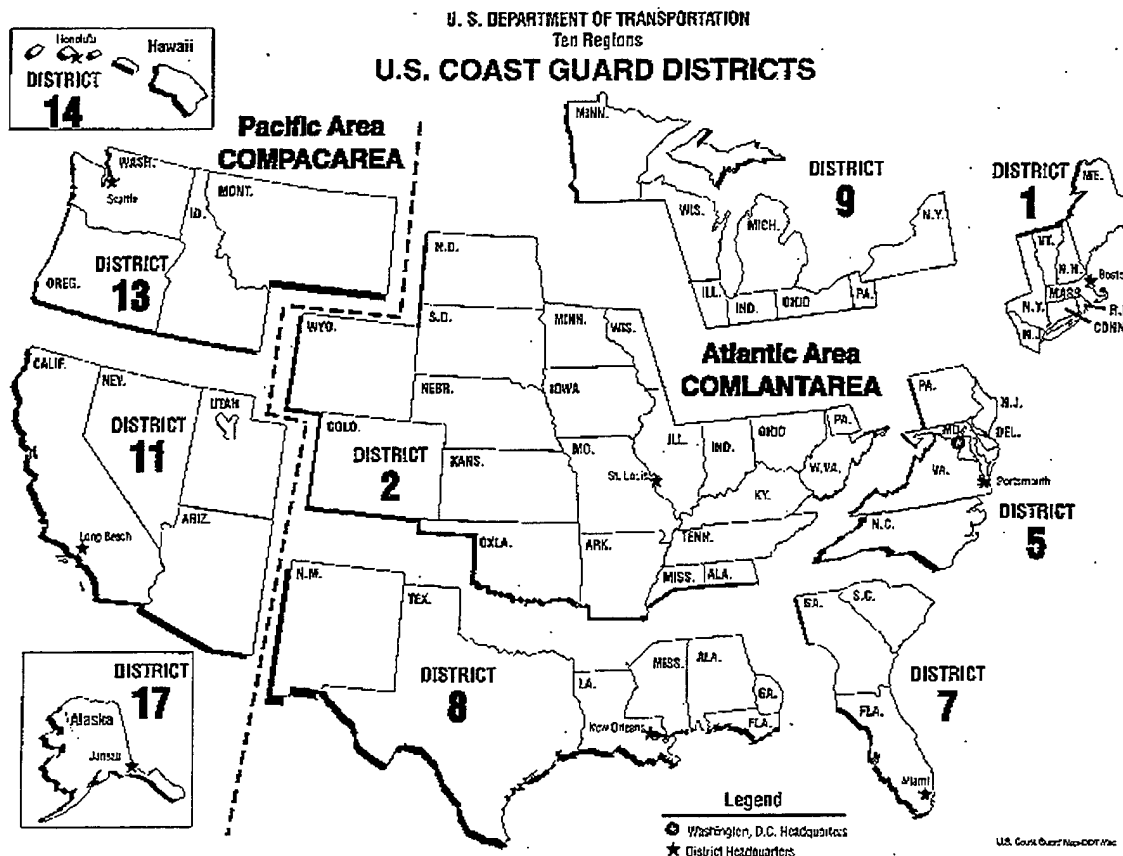 U. S. DEPARTMENT OF TRANSPORTATION
Ten Regions
U.S. COAST GUARD DISTRICTS
Honolulu
Hawaii
DISTRICT
14
Pacific Area
COMPACAREA
WASH.
Seattle
MONT.
ID.
OREG.
DISTRICT
13
MINN.
WIS.
MICH.
N.Y.
ILL.
IND.
OHIO
PA.
DISTRICT
9
DISTRICT
1
ME.
VT.
N.H.
Boston
MASS.
N.Y.
R.I.
CONN
N.J.
CALIF.
NEV.
UTAH
ARIZ.
Long Beach
DISTRICT
11
N.D.
S.D.
WYO.
MINN.
WIS.
NEBR.
IOWA
COLO.
KANS.
MO.
ILL.
IND.
OHIO
PA.
W.VA.
KY.
St. Louis
OKLA.
ARK.
TENN.
MISS.
ALA.
DISTRICT
2
Atlantic Area
COMLANTAREA
PA.
N.J.
MD.
DEL.
VA.
Portsmouth
N.C.
DISTRICT
5
N.M.
TEX.
LA.
MISS.
ALA.
GA.
FLA.
New Orleans
DISTRICT
8
GA.
S.C.
FLA.
Miami
DISTRICT
7
DISTRICT
17
Alaska
Juneau
Legend
Washington, D.C. Headquarters
District Headquarters